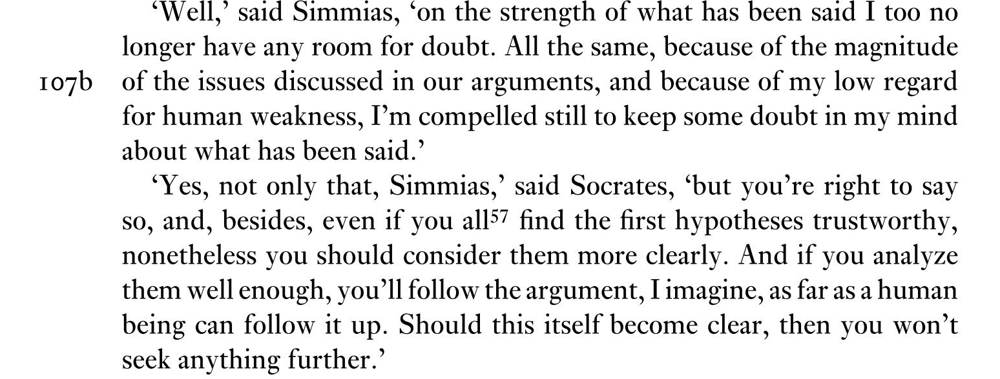 ‘Well,’ said Simmias, ‘on the strength of what has been said I too no
longer have any room for doubt. All the same, because of the magnitude
107b of the issues discussed in our arguments, and because of my low regard
for human weakness, I’m compelled still to keep some doubt in my mind
about what has been said.’
‘Yes, not only that, Simmias,’ said Socrates, ‘but you’re right to say
so, and, besides, even if you all57 find the first hypotheses trustworthy,
nonetheless you should consider them more clearly. And if you analyze
them well enough, you’ll follow the argument, I imagine, as far as a human
being can follow it up. Should this itself become clear, then you won’t
seek anything further.’